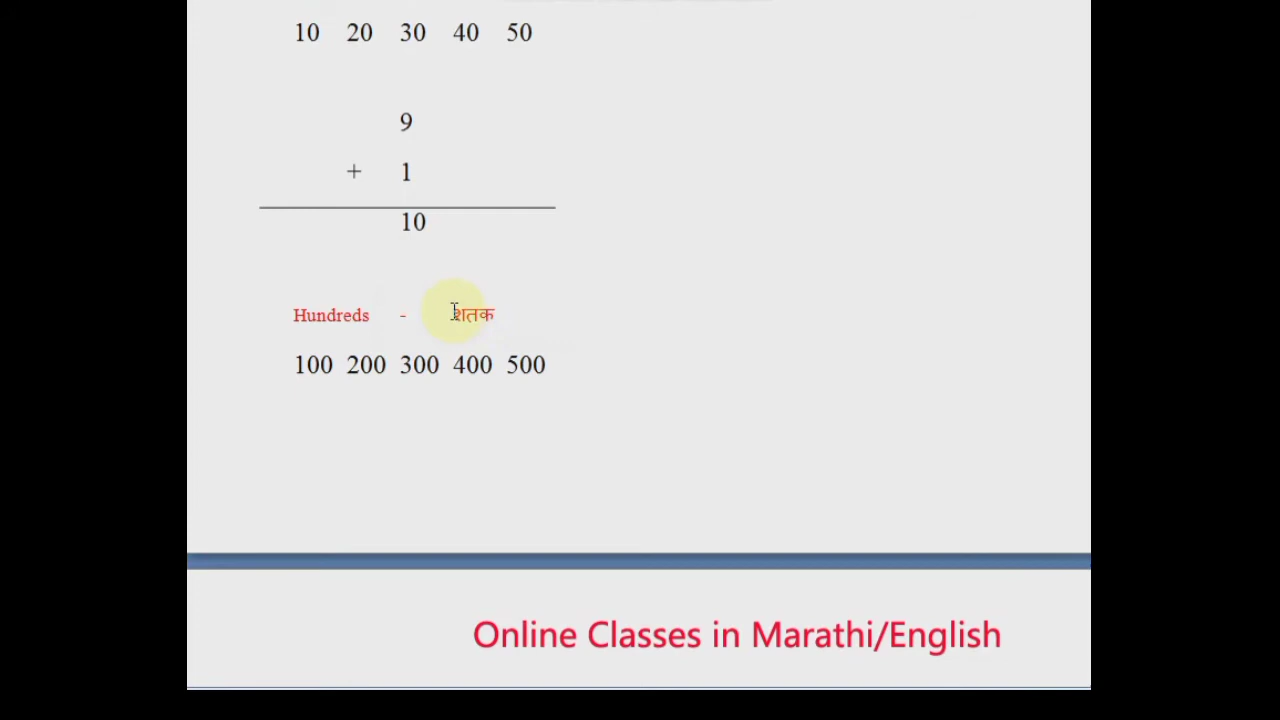 10 20 30 40 50
9
+ 1
10
Hundreds - शतक
100 200 300 400 500
Online Classes in Marathi/English